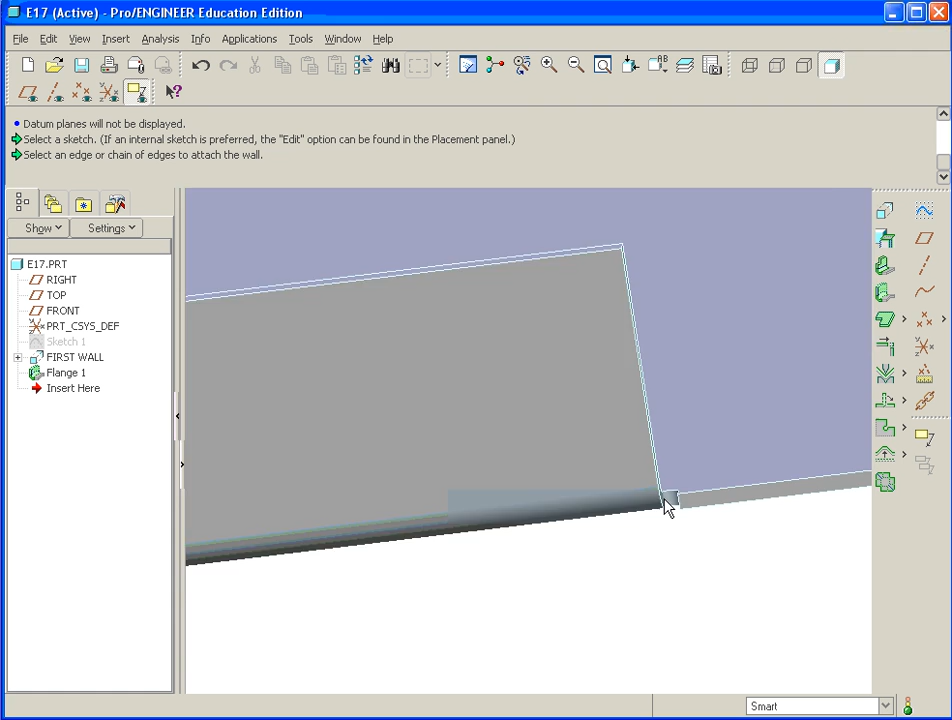 E17 (Active) - Pro/ENGINEER Education Edition
File Edit View Insert Analysis Info Applications Tools Window Help
Datum planes will not be displayed.
Select a sketch. (If an internal sketch is preferred, the "Edit" option can be found in the Placement panel.)
Select an edge or chain of edges to attach the wall.
Show Settings
E17.PRT
RIGHT
TOP
FRONT
PRT_CSYS_DEF
Sketch 1
FIRST WALL
Flange 1
Insert Here
Smart